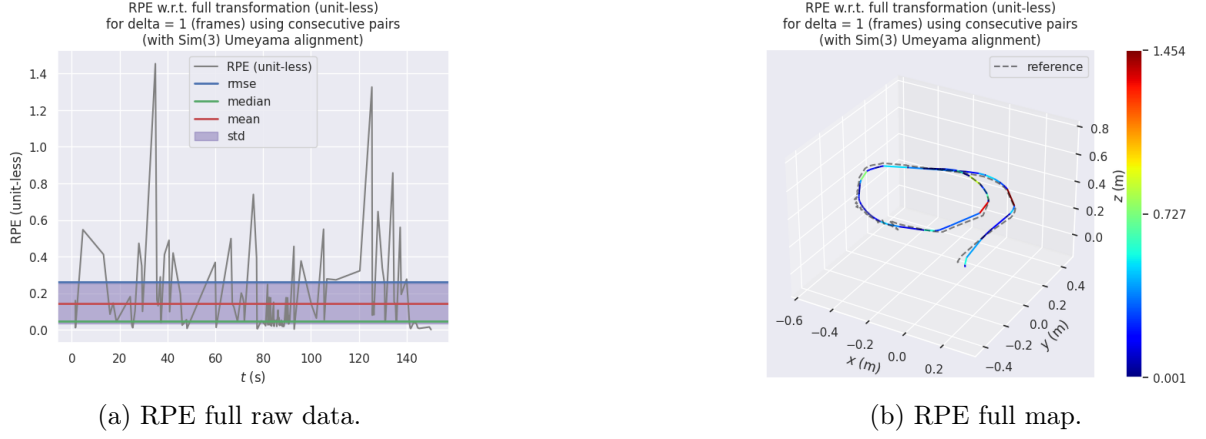 RPE w.r.t. full transformation (unit-less)
for delta = 1 (frames) using consecutive pairs
(with Sim(3) Umeyama alignment)
RPE (unit-less)
rmse
median
mean
std
1.4
1.2
1.0
0.8
0.6
0.4
0.2
0.0
RPE (unit-less)
0 20 40 60 80 100 120 140
t (s)
(a) RPE full raw data.
RPE w.r.t. full transformation (unit-less)
for delta = 1 (frames) using consecutive pairs
(with Sim(3) Umeyama alignment)
reference
0.8
0.6
0.4
0.2
0.0
z (m)
−0.6
−0.4
−0.2
0.0
0.2
x (m)
0.4
0.2
0.0
−0.2
−0.4
y (m)
1.454
0.727
0.001
(b) RPE full map.